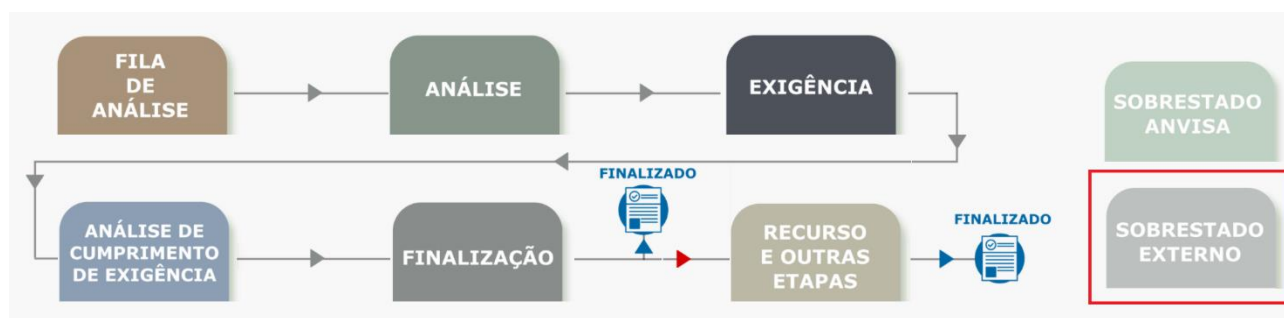 FILA
DE
ANÁLISE
ANÁLISE
EXIGÊNCIA
SOBRESTADO
ANVISA
FINALIZADO
ANÁLISE DE
CUMPRIMENTO
DE EXIGÊNCIA
FINALIZAÇÃO
RECURSO
E OUTRAS
ETAPAS
FINALIZADO
SOBRESTADO
EXTERNO